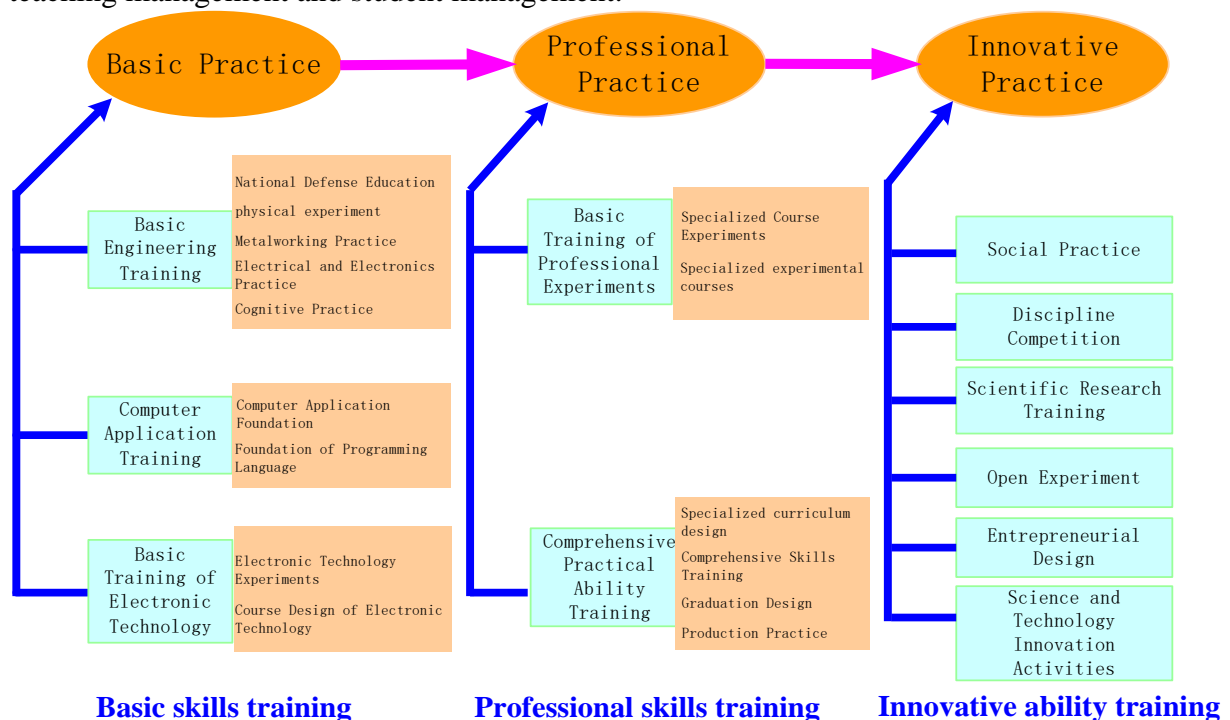 teaching management and student management.
Basic Practice
Professional
Practice
Innovative
Practice
Basic
Engineering
Training
National Defense Education
physical experiment
Metalworking Practice
Electrical and Electronics
Practice
Cognitive Practice
Computer
Application
Training
Computer Application
Foundation
Foundation of Programming
Language
Basic
Training of
Electronic
Technology
Electronic Technology
Experiments
Course Design of Electronic
Technology
Basic
Training of
Professional
Experiments
Specialized Course
Experiments
Specialized experimental
courses
Comprehensive
Practical
Ability
Training
Specialized curriculum
design
Comprehensive Skills
Training
Graduation Design
Production Practice
Social Practice
Discipline
Competition
Scientific Research
Training
Open Experiment
Entrepreneurial
Design
Science and
Technology
Innovation
Activities
Basic skills training
Professional skills training
Innovative ability training